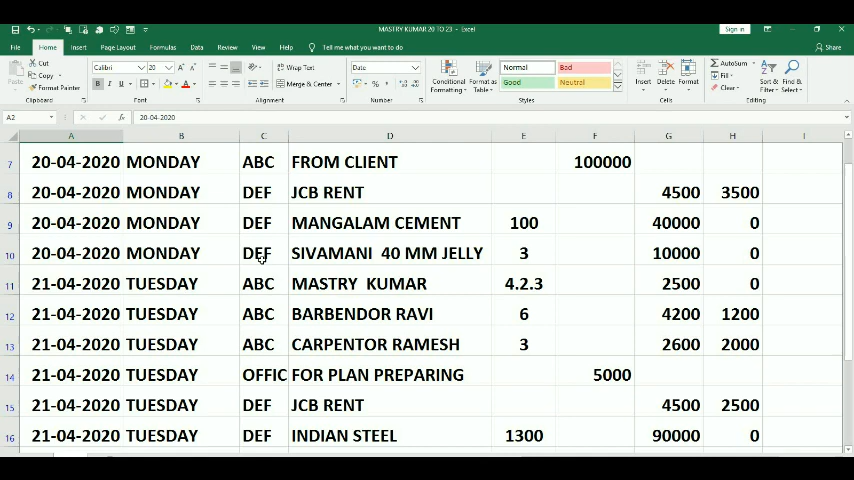 MASTRY KUMAR 20 TO 23 - Excel
Sign in
File Home Insert Page Layout Formulas Data Review View Help Tell me what you want to do Share
Cut
Copy
Format Painter
Paste
Clipboard
Calibri 20
B I U
Font
Wrap Text
Merge & Center
Alignment
Date
Number
Conditional Formatting
Format as Table
Normal Bad
Good Neutral
Styles
Insert Delete Format
Cells
AutoSum
Fill
Clear
Sort & Filter
Find & Select
Editing
A2 fx 20-04-2020
A B C D E F G H I
7 20-04-2020 MONDAY ABC FROM CLIENT 100000
8 20-04-2020 MONDAY DEF JCB RENT 4500 3500
9 20-04-2020 MONDAY DEF MANGALAM CEMENT 100 40000 0
10 20-04-2020 MONDAY DEF SIVAMANI 40 MM JELLY 3 10000 0
11 21-04-2020 TUESDAY ABC MASTRY KUMAR 4.2.3 2500 0
12 21-04-2020 TUESDAY ABC BARBENDOR RAVI 6 4200 1200
13 21-04-2020 TUESDAY ABC CARPENTOR RAMESH 3 2600 2000
14 21-04-2020 TUESDAY OFFIC FOR PLAN PREPARING 5000
15 21-04-2020 TUESDAY DEF JCB RENT 4500 2500
16 21-04-2020 TUESDAY DEF INDIAN STEEL 1300 90000 0